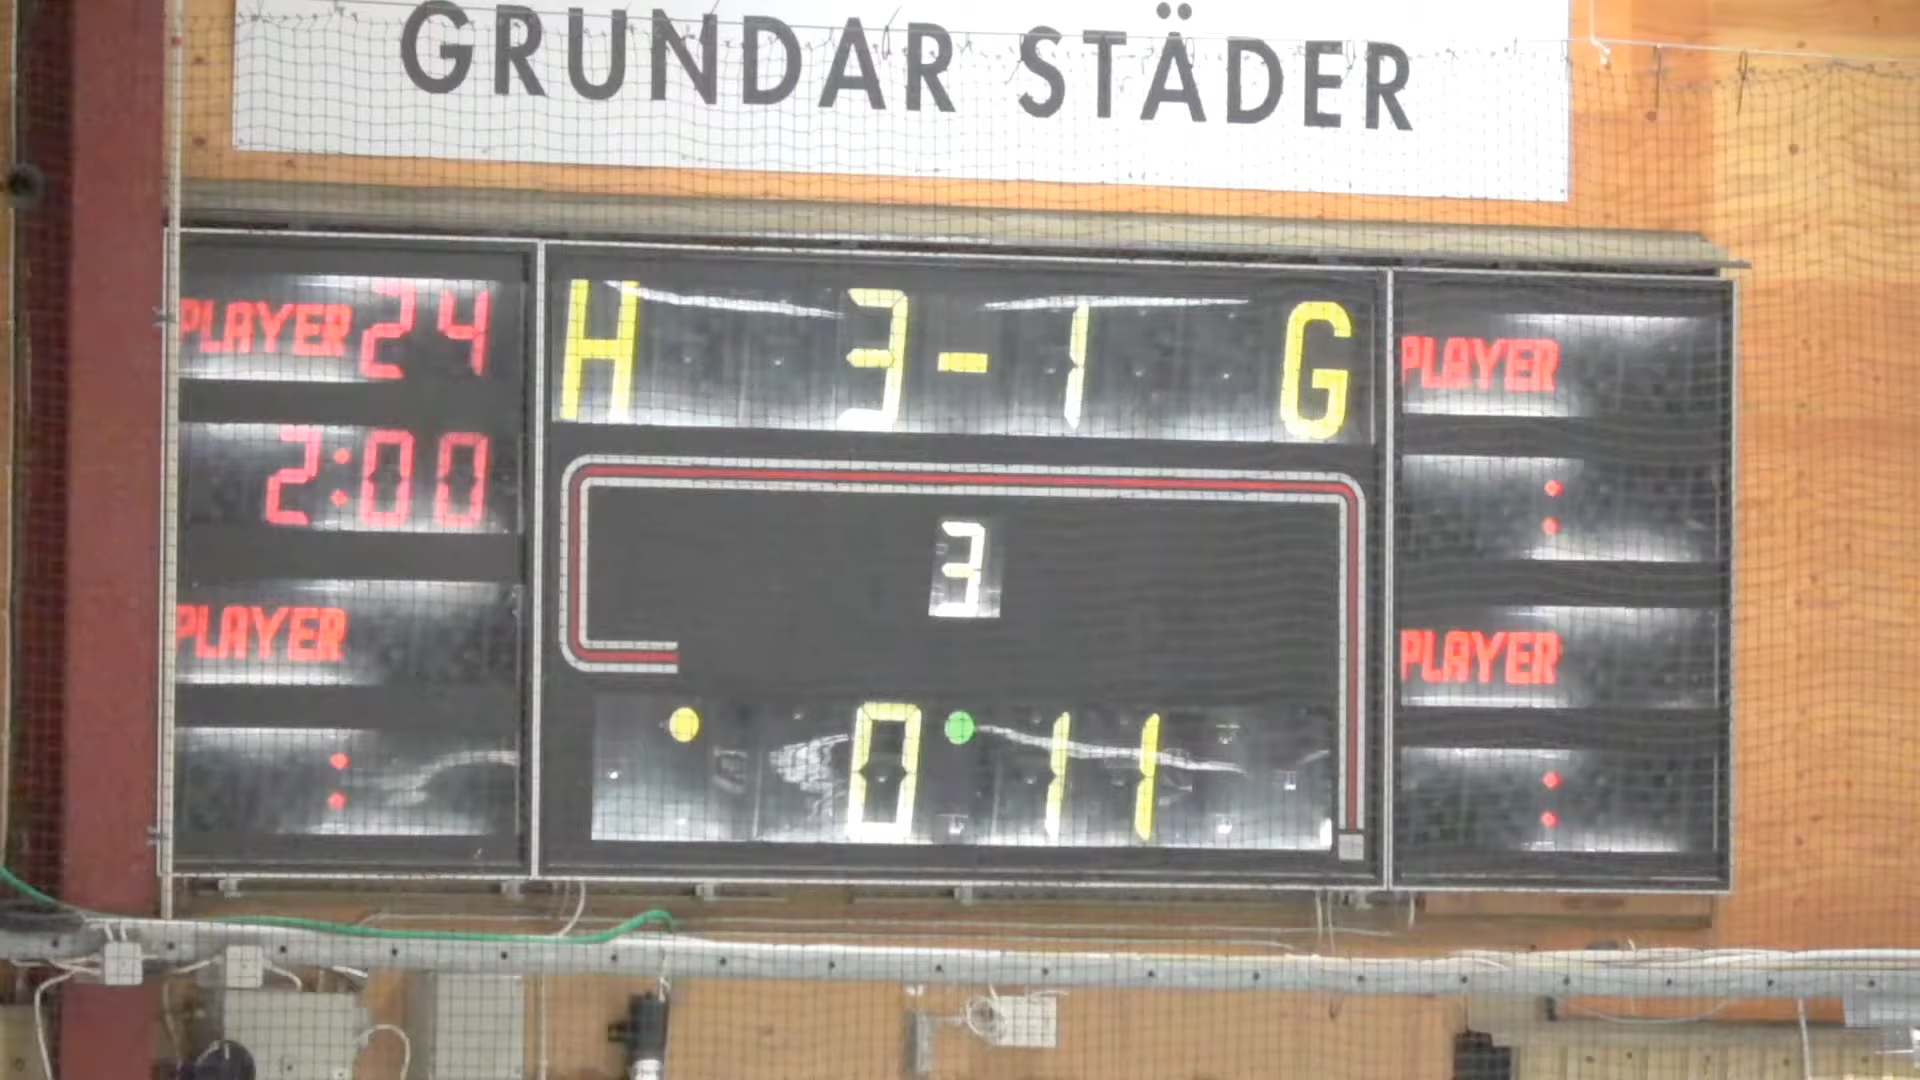 GRUNDAR STÄDER
PLAYER 24
H 3-1 G
PLAYER
2:00
:
3
PLAYER
PLAYER
:
0 11
: